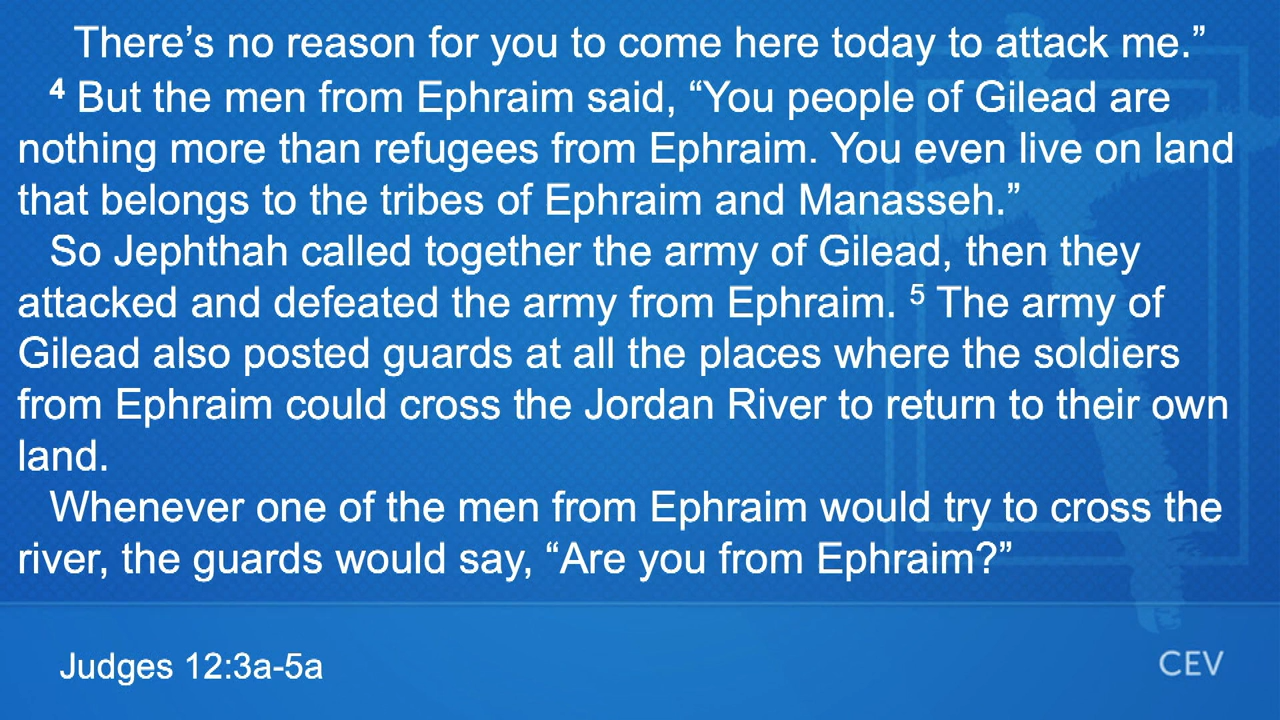 There’s no reason for you to come here today to attack me.”
4 But the men from Ephraim said, “You people of Gilead are
nothing more than refugees from Ephraim. You even live on land
that belongs to the tribes of Ephraim and Manasseh.”
So Jephthah called together the army of Gilead, then they
attacked and defeated the army from Ephraim. 5 The army of
Gilead also posted guards at all the places where the soldiers
from Ephraim could cross the Jordan River to return to their own
land.
Whenever one of the men from Ephraim would try to cross the
river, the guards would say, “Are you from Ephraim?”
Judges 12:3a-5a
CEV